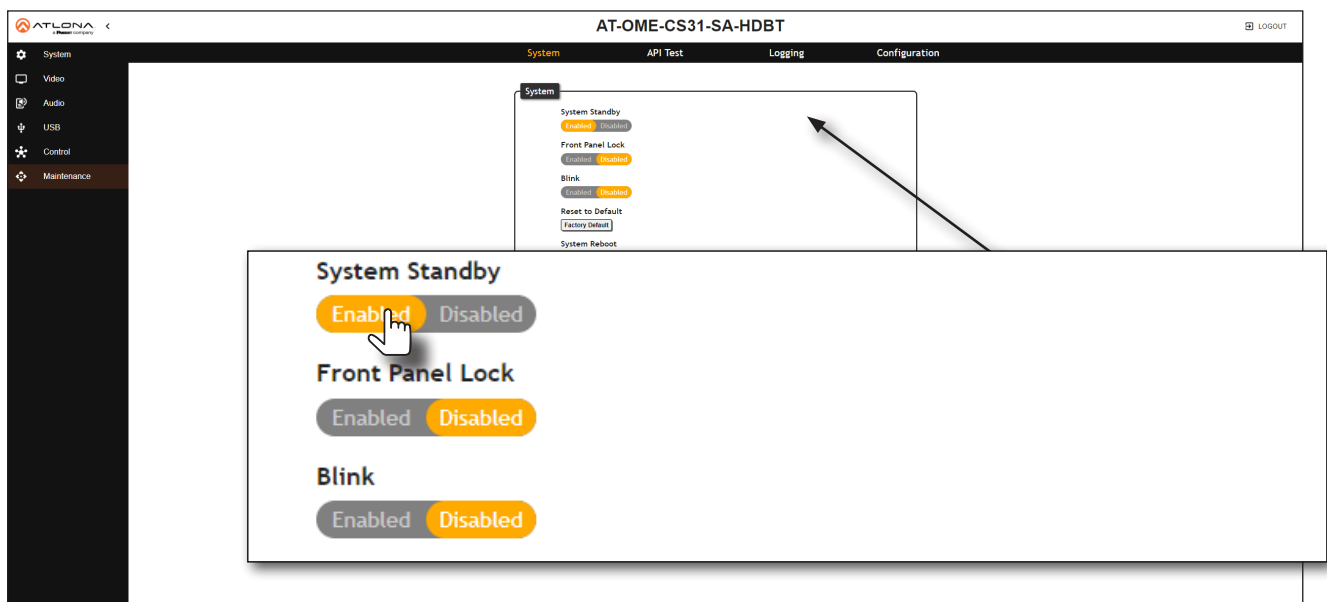 ATLONA
a Panduit company
AT-OME-CS31-SA-HDBT
LOGOUT
System
Video
Audio
USB
Control
Maintenance
System API Test Logging Configuration
System
System Standby
Enabled Disabled
Front Panel Lock
Enabled Disabled
Blink
Enabled Disabled
Reset to Default
Factory Default
System Reboot
System Standby
Enabled Disabled
Front Panel Lock
Enabled Disabled
Blink
Enabled Disabled